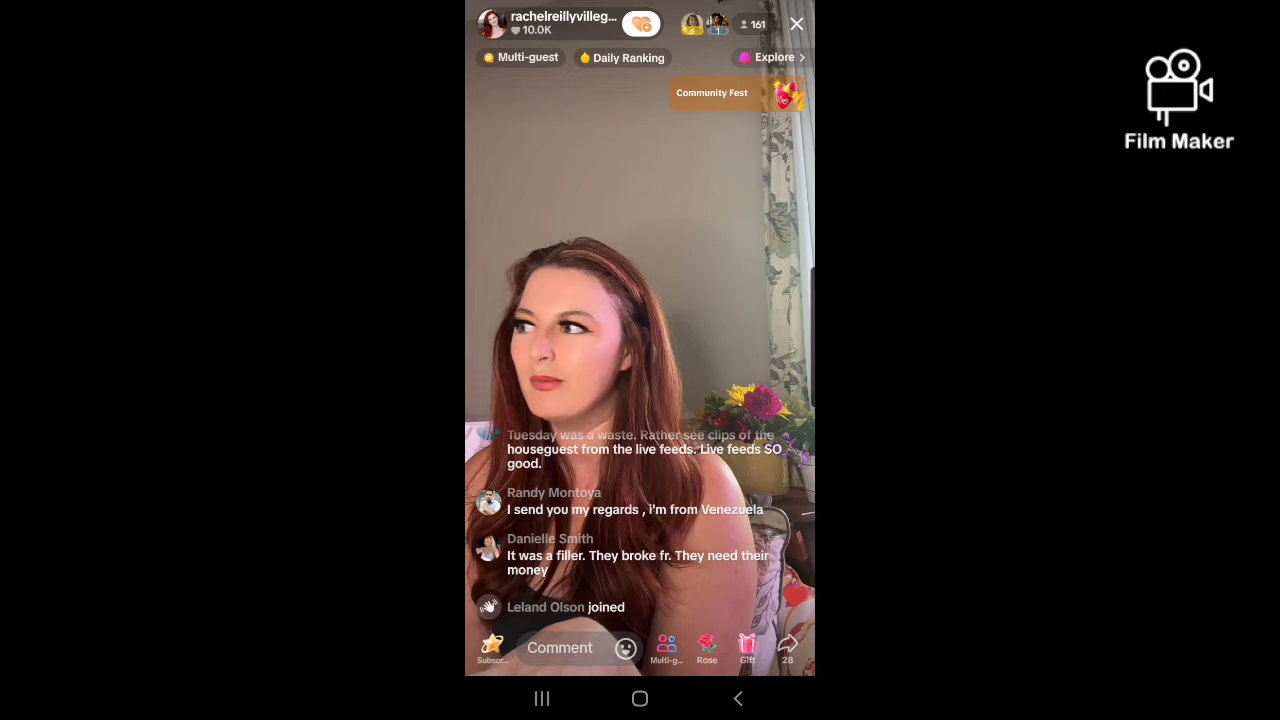 rachelreillyvilleg...
10.0K
6
1
161
Multi-guest
Daily Ranking
Explore >
Community Fest
Film Maker
Tuesday was a waste. Rather see clips of the
houseguest from the live feeds. Live feeds SO
good.
Randy Montoya
I send you my regards , i'm from Venezuela
Danielle Smith
It was a filler. They broke fr. They need their
money
Leland Olson joined
Comment
Subscr...
Multi-g...
Rose
Gift
28